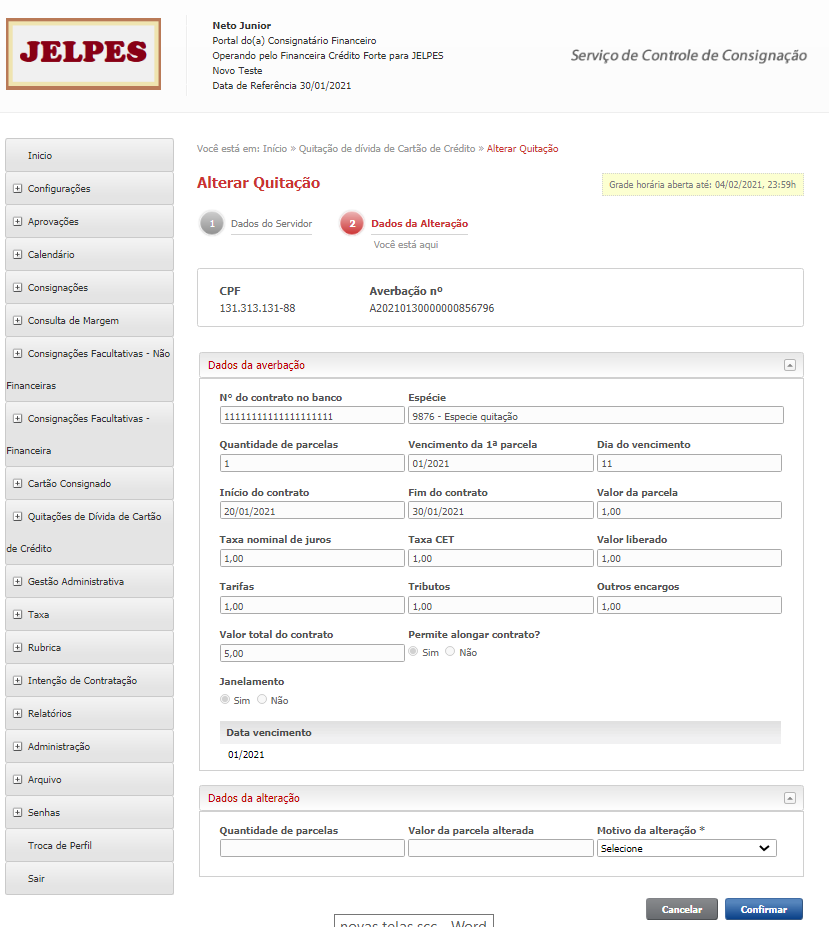 JELPES
Neto Junior
Portal do(a) Consignatário Financeiro
Operando pelo Financeira Crédito Forte para JELPES
Novo Teste
Data de Referência 30/01/2021
Serviço de Controle de Consignação
Inicio
Configurações
Aprovações
Calendário
Consignações
Consulta de Margem
Consignações Facultativas - Não
Financeiras
Consignações Facultativas -
Financeira
Cartão Consignado
Quitações de Dívida de Cartão
de Crédito
Gestão Administrativa
Taxa
Rubrica
Intenção de Contratação
Relatórios
Administração
Arquivo
Senhas
Troca de Perfil
Sair
Você está em: Início » Quitação de dívida de Cartão de Crédito » Alterar Quitação
Alterar Quitação
Grade horária aberta até: 04/02/2021, 23:59h
1 Dados do Servidor 2 Dados da Alteração
Você está aqui
CPF Averbação nº
131.313.131-88 A20210130000000856796
Dados da averbação
Nº do contrato no banco Espécie
11111111111111111111 9876 - Especie quitação
Quantidade de parcelas Vencimento da 1ª parcela Dia do vencimento
1 01/2021 11
Início do contrato Fim do contrato Valor da parcela
20/01/2021 30/01/2021 1,00
Taxa nominal de juros Taxa CET Valor liberado
1,00 1,00 1,00
Tarifas Tributos Outros encargos
1,00 1,00 1,00
Valor total do contrato Permite alongar contrato?
5,00 Sim Não
Janelamento
Sim Não
Data vencimento
01/2021
Dados da alteração
Quantidade de parcelas Valor da parcela alterada Motivo da alteração *
Selecione
Cancelar Confirmar
novas telas scc - Word